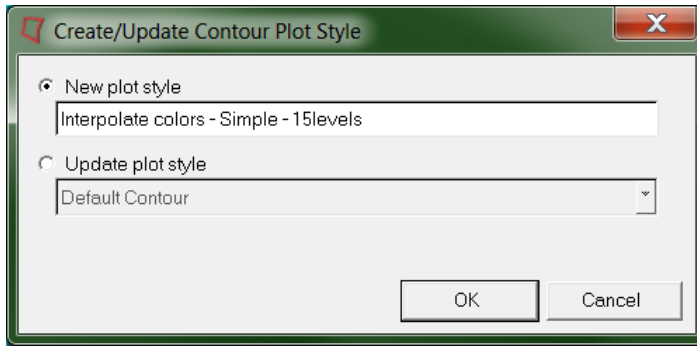 Create/Update Contour Plot Style
New plot style
Interpolate colors - Simple - 15levels
Update plot style
Default Contour
OK Cancel